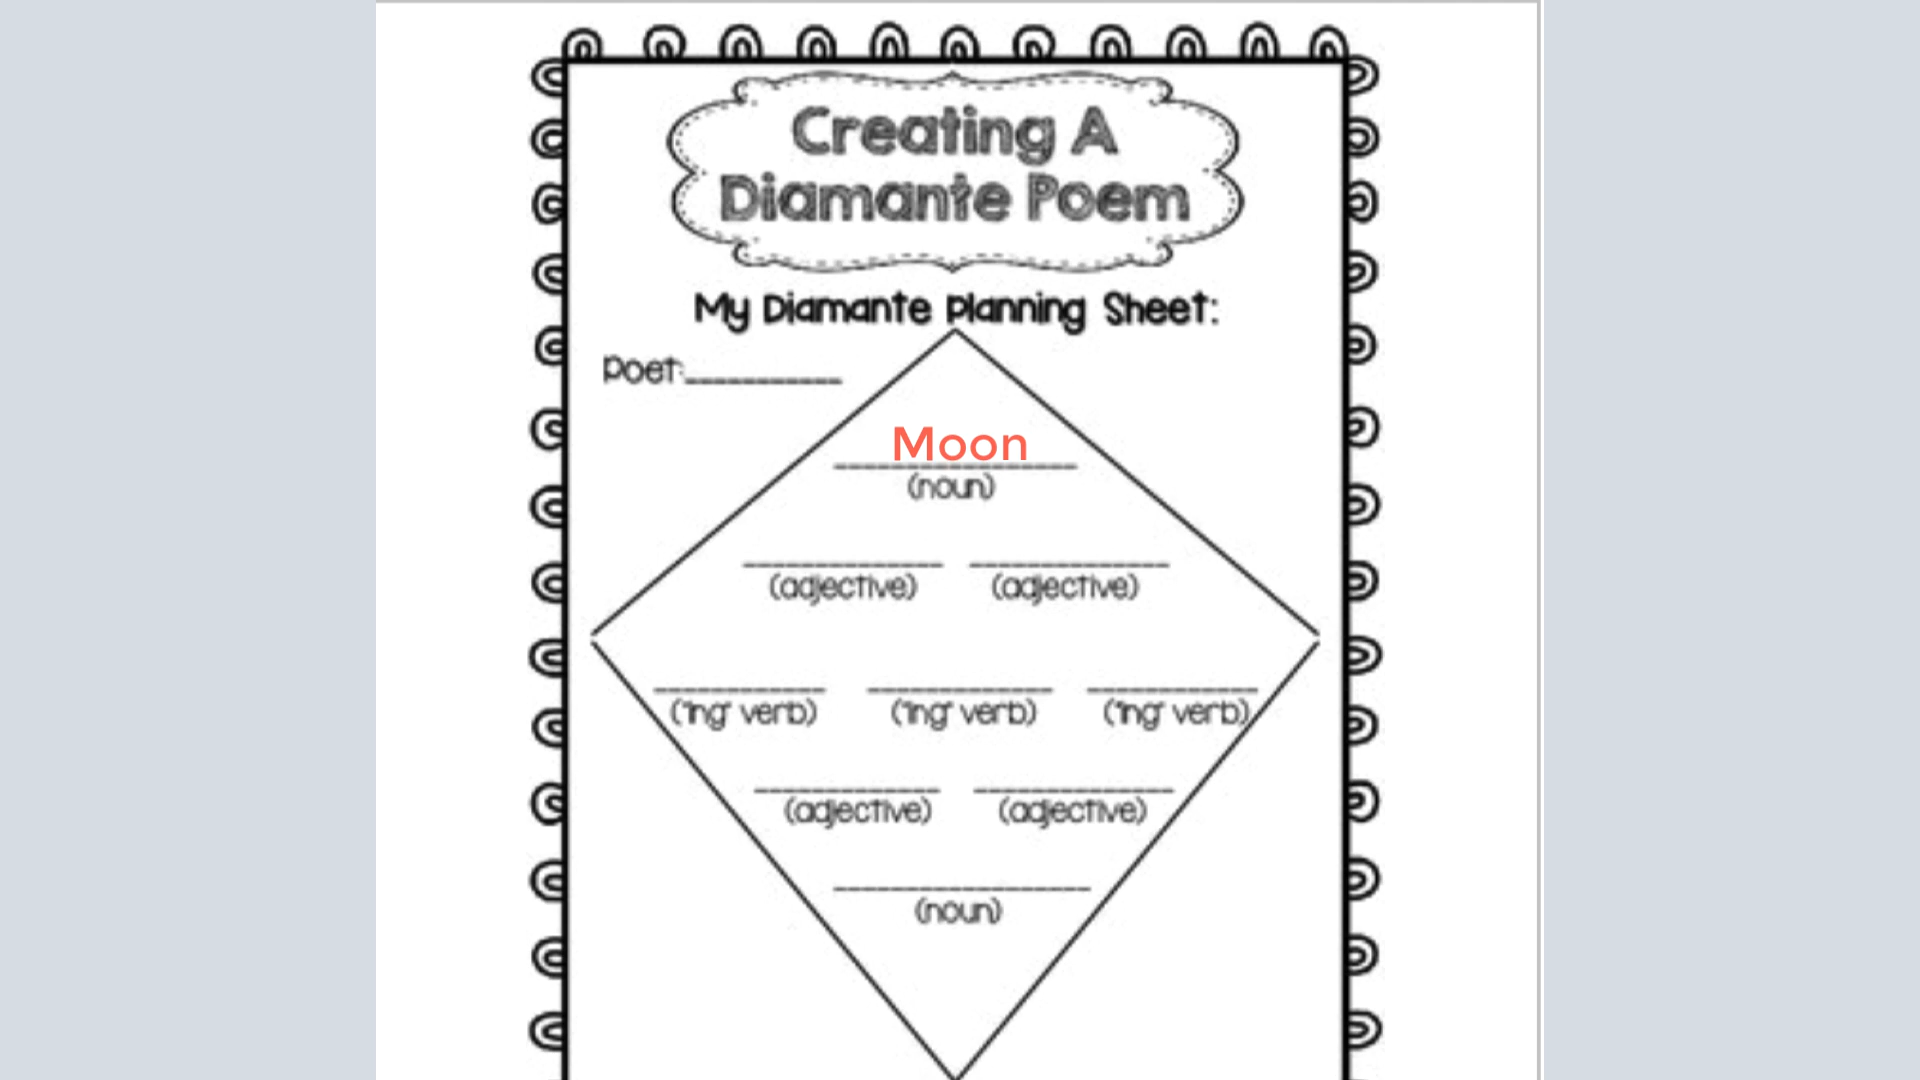 Creating A
Diamante Poem
My Diamante Planning Sheet:
Poet:___________
Moon
(noun)
(adjective) (adjective)
("ing" verb) ("ing" verb) ("ing" verb)
(adjective) (adjective)
(noun)